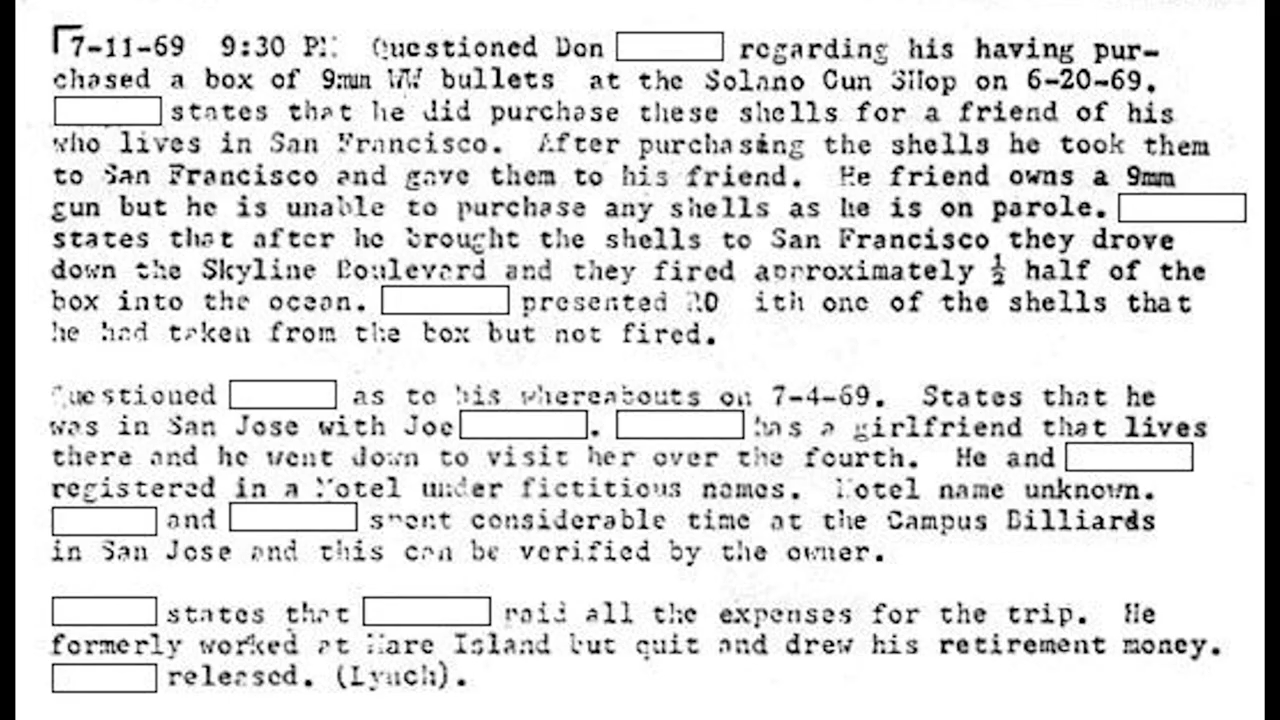 7-11-69 9:30 PM Questioned Don regarding his having pur-
chased a box of 9mm WW bullets at the Solano Gun Shop on 6-20-69.
states that he did purchase these shells for a friend of his
who lives in San Francisco. After purchasing the shells he took them
to San Francisco and gave them to his friend. He friend owns a 9mm
gun but he is unable to purchase any shells as he is on parole.
states that after he brought the shells to San Francisco they drove
down the Skyline Boulevard and they fired approximately ½ half of the
box into the ocean. presented ith one of the shells that
he had taken from the box but not fired.
Questioned as to his whereabouts on 7-4-69. States that he
was in San Jose with Joe . has a girlfriend that lives
there and he went down to visit her over the fourth. He and
registered in a Motel under fictitious names. Motel name unknown.
and spent considerable time at the Campus Billiards
in San Jose and this can be verified by the owner.
states that paid all the expenses for the trip. He
formerly worked at Mare Island but quit and drew his retirement money.
released. (Lynch).